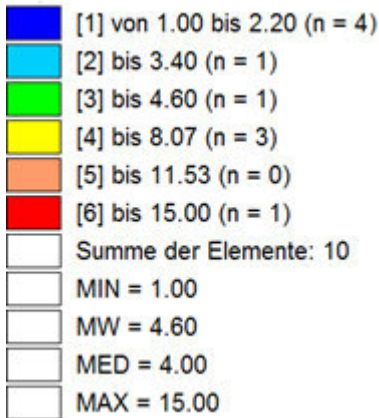 [1] von 1.00 bis 2.20 (n = 4)
[2] bis 3.40 (n = 1)
[3] bis 4.60 (n = 1)
[4] bis 8.07 (n = 3)
[5] bis 11.53 (n = 0)
[6] bis 15.00 (n = 1)
Summe der Elemente: 10
MIN = 1.00
MW = 4.60
MED = 4.00
MAX = 15.00